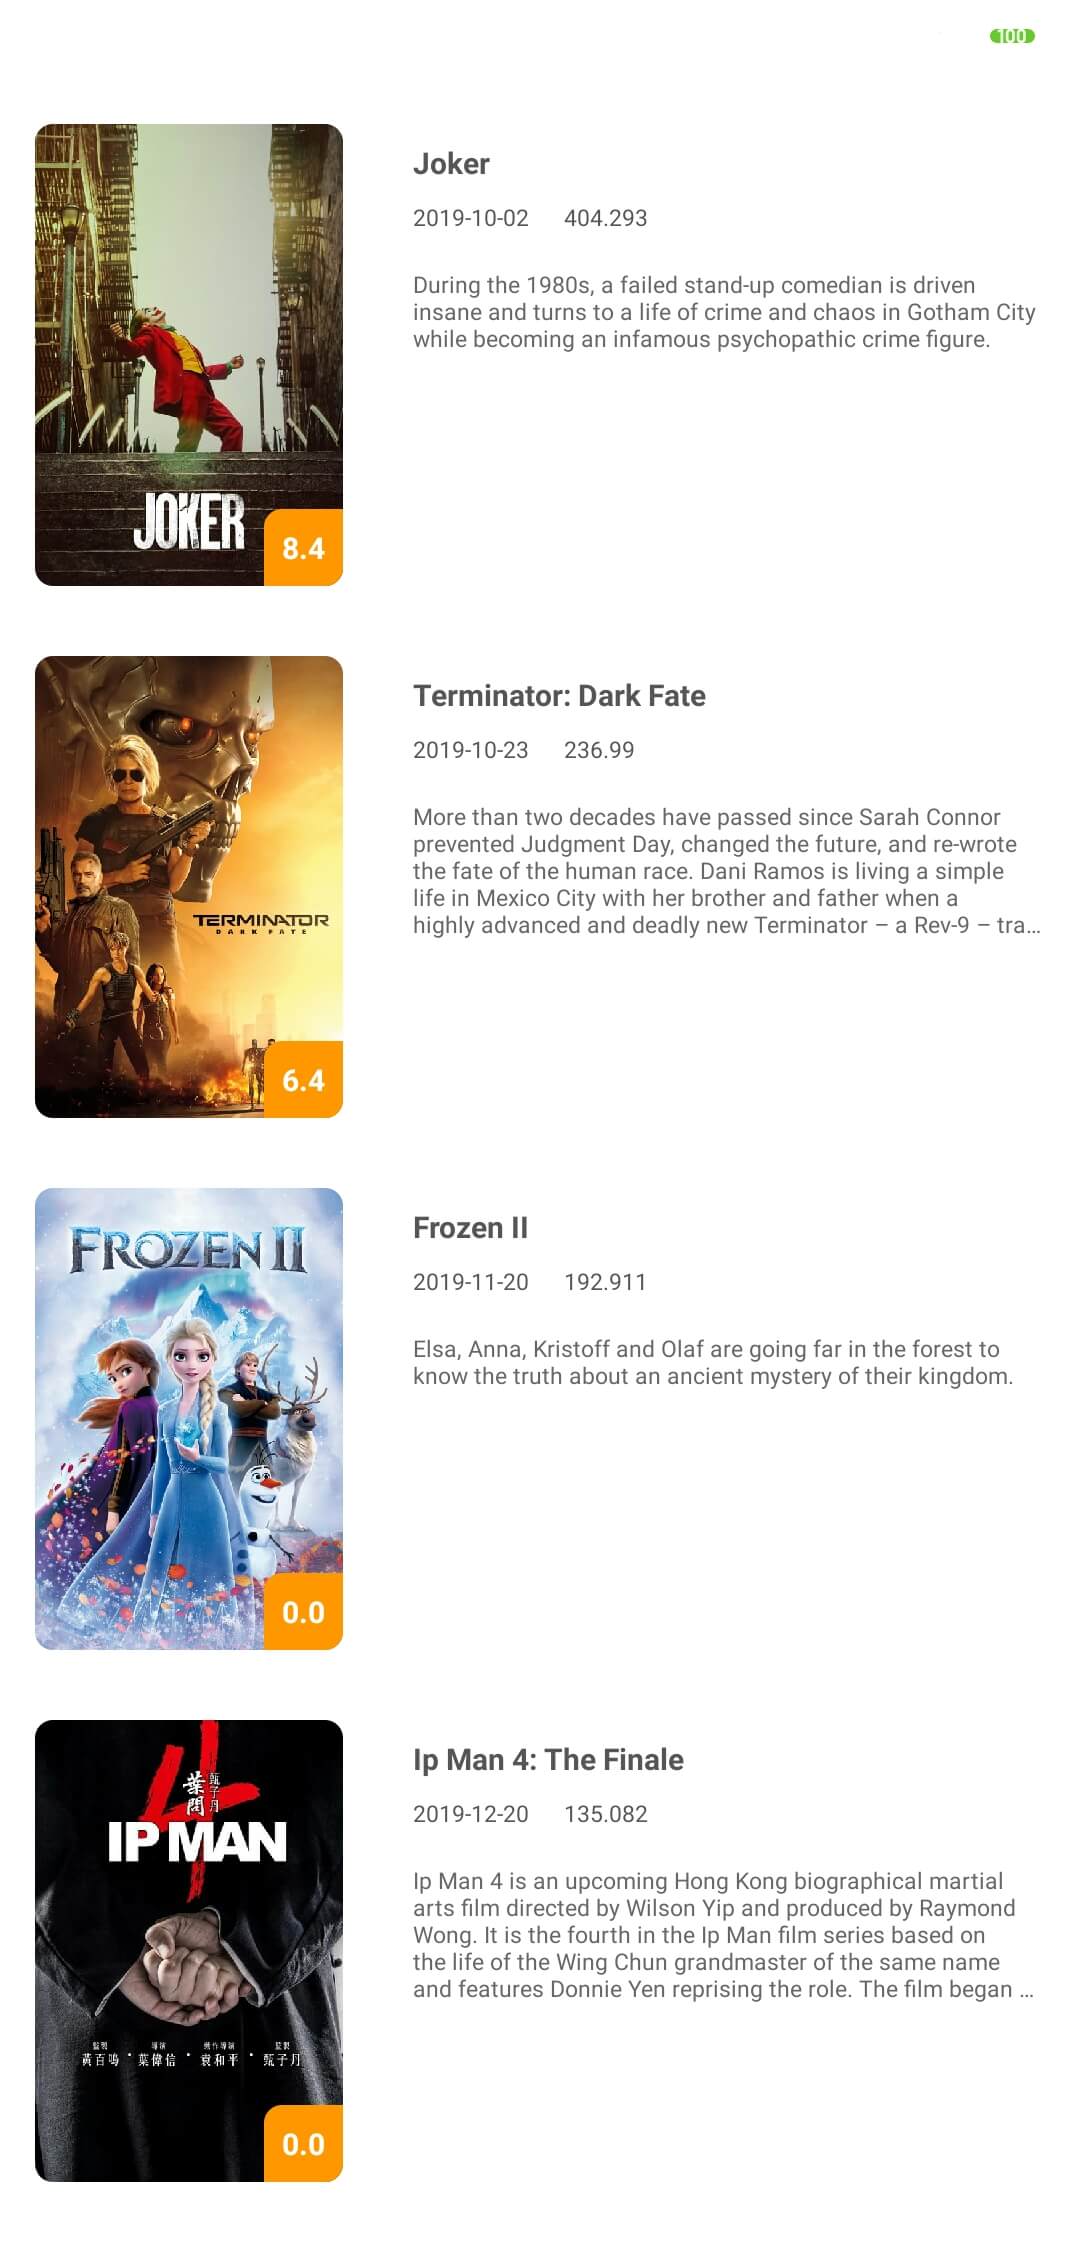 100
Joker
2019-10-02 404.293
During the 1980s, a failed stand-up comedian is driven
insane and turns to a life of crime and chaos in Gotham City
while becoming an infamous psychopathic crime figure.
JOKER
8.4
Terminator: Dark Fate
2019-10-23 236.99
More than two decades have passed since Sarah Connor
prevented Judgment Day, changed the future, and re-wrote
the fate of the human race. Dani Ramos is living a simple
life in Mexico City with her brother and father when a
highly advanced and deadly new Terminator – a Rev-9 – tra…
TERMINATOR
DARK FATE
6.4
FROZEN II
Frozen II
2019-11-20 192.911
Elsa, Anna, Kristoff and Olaf are going far in the forest to
know the truth about an ancient mystery of their kingdom.
0.0
4
葉問
甄子丹
IP MAN
Ip Man 4: The Finale
2019-12-20 135.082
Ip Man 4 is an upcoming Hong Kong biographical martial
arts film directed by Wilson Yip and produced by Raymond
Wong. It is the fourth in the Ip Man film series based on
the life of the Wing Chun grandmaster of the same name
and features Donnie Yen reprising the role. The film began …
監製 導演 動作導演 監製
黃百鳴 · 葉偉信 · 袁和平 · 甄子丹
0.0